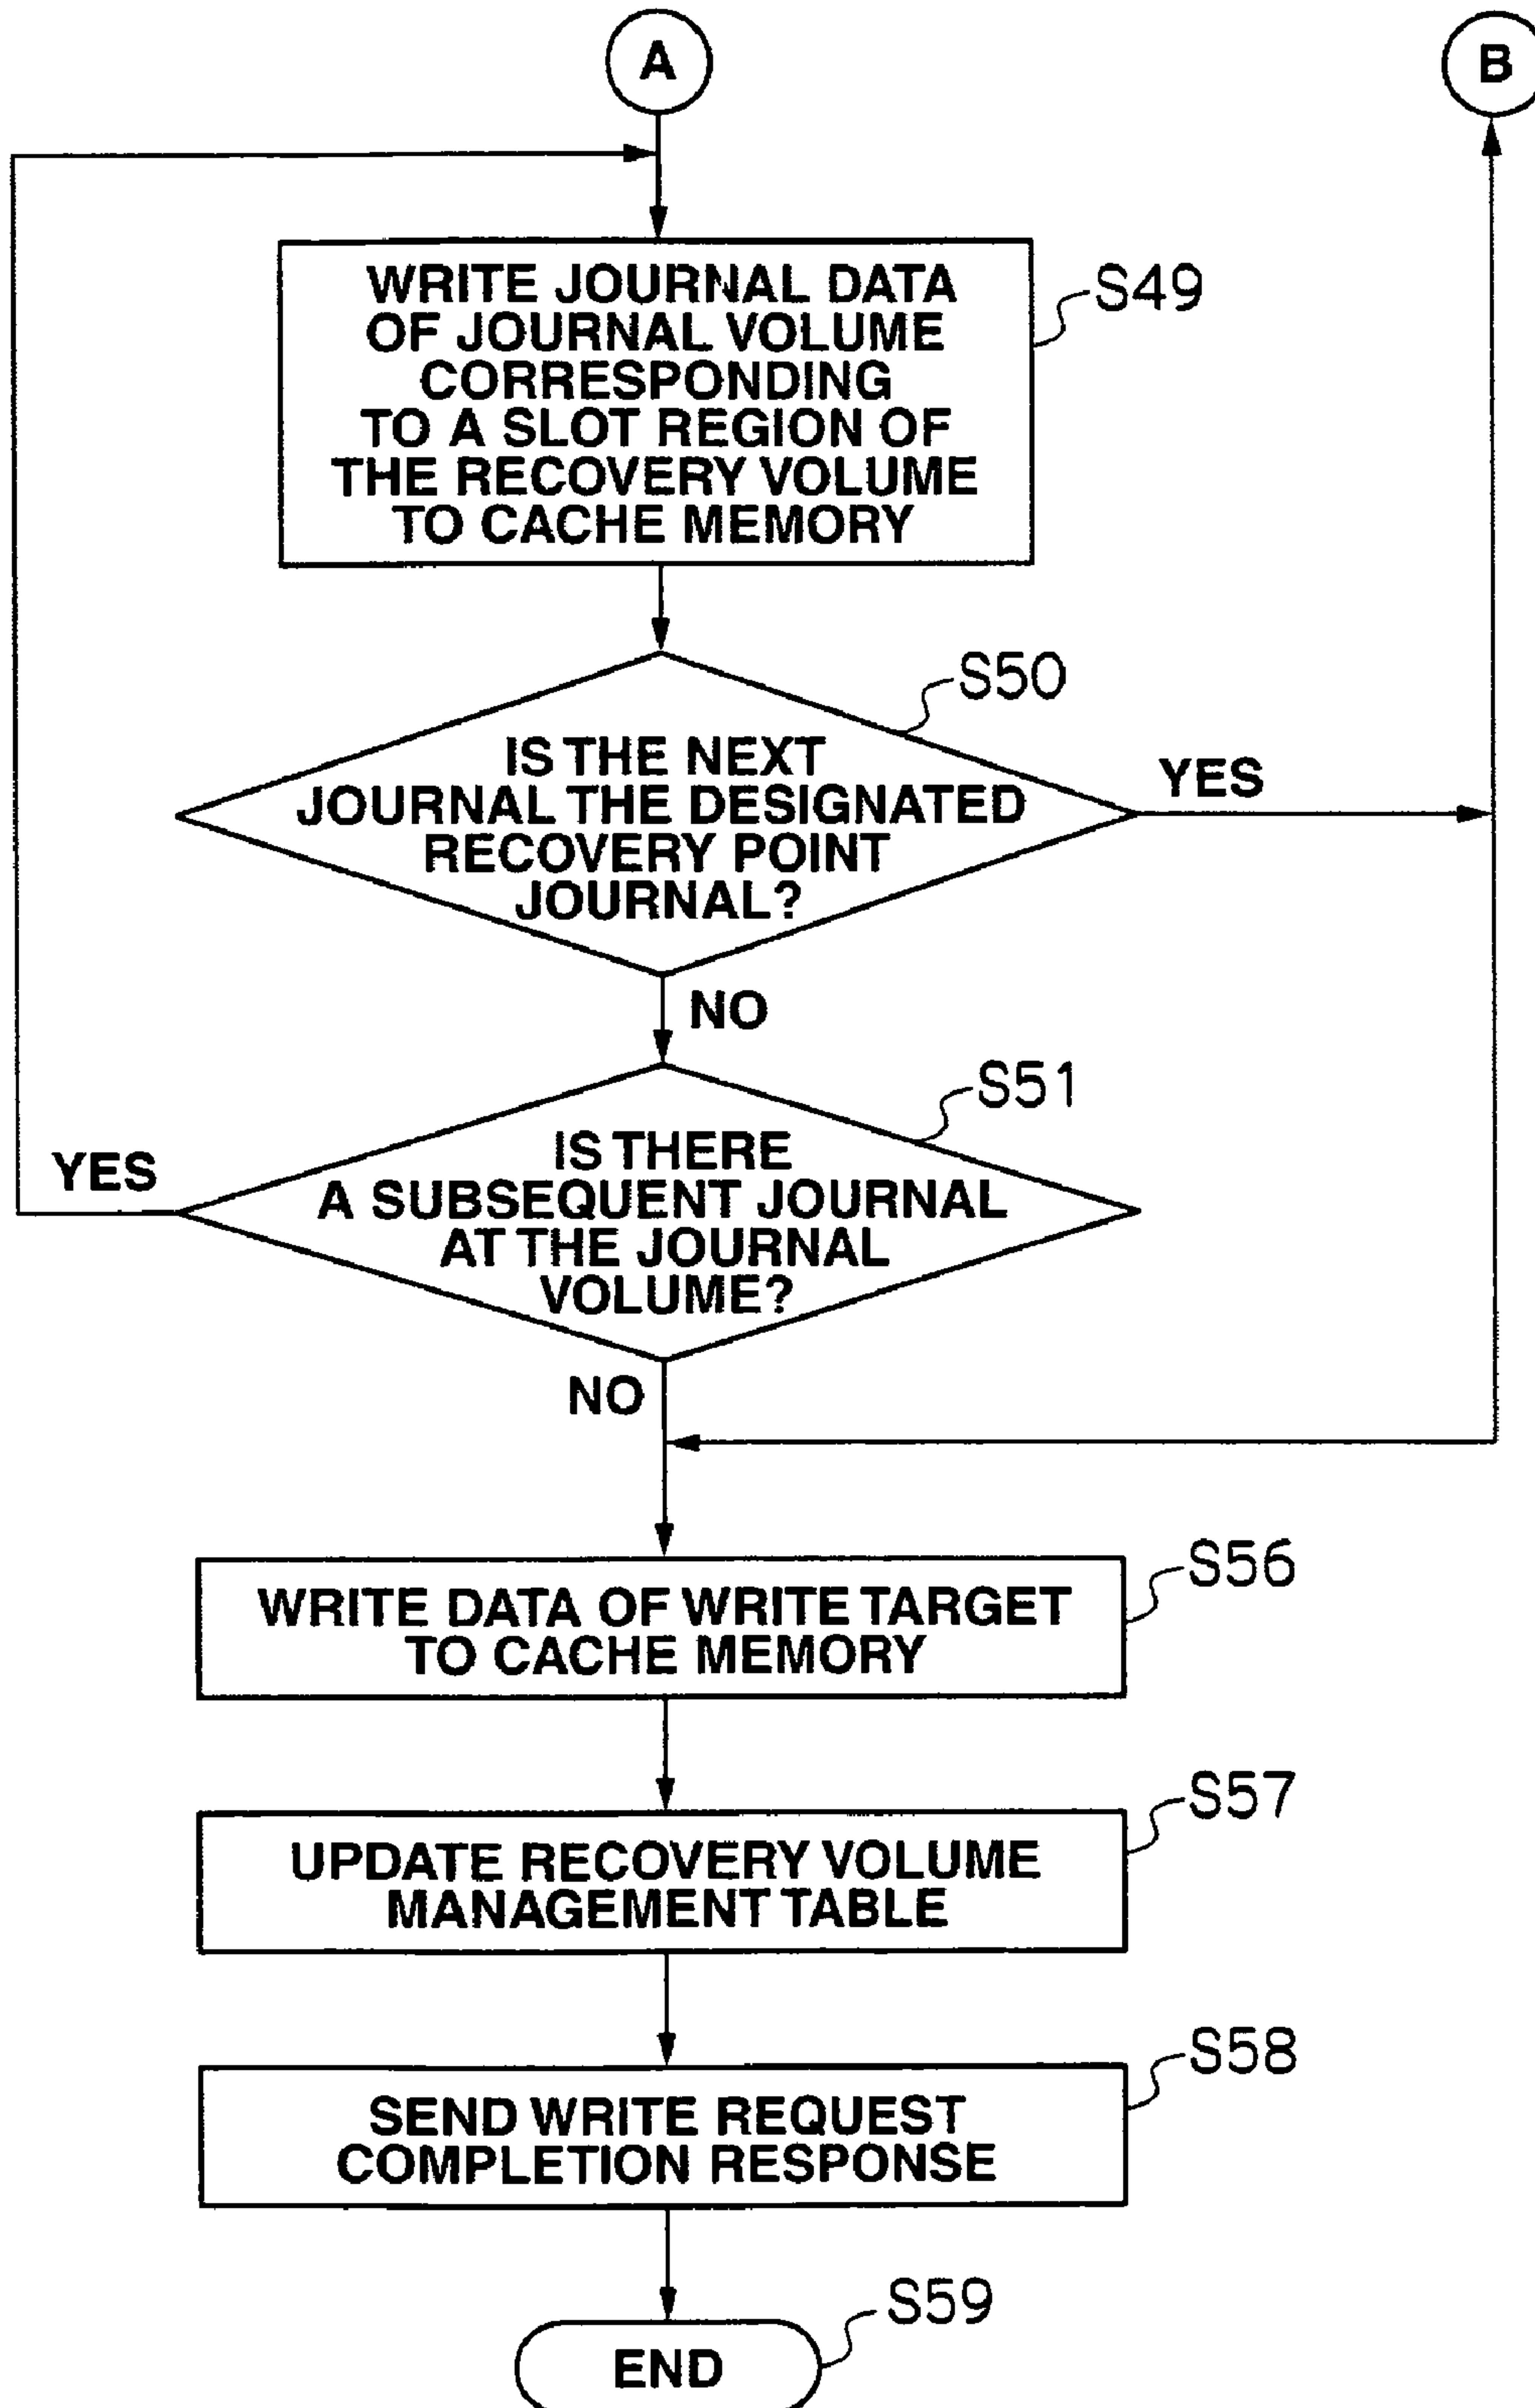 A
B
WRITE JOURNAL DATA
OF JOURNAL VOLUME
CORRESPONDING
TO A SLOT REGION OF
THE RECOVERY VOLUME
TO CACHE MEMORY
S49
S50
IS THE NEXT
JOURNAL THE DESIGNATED
RECOVERY POINT
JOURNAL?
YES
NO
S51
IS THERE
A SUBSEQUENT JOURNAL
AT THE JOURNAL
VOLUME?
YES
NO
S56
WRITE DATA OF WRITE TARGET
TO CACHE MEMORY
S57
UPDATE RECOVERY VOLUME
MANAGEMENT TABLE
S58
SEND WRITE REQUEST
COMPLETION RESPONSE
S59
END